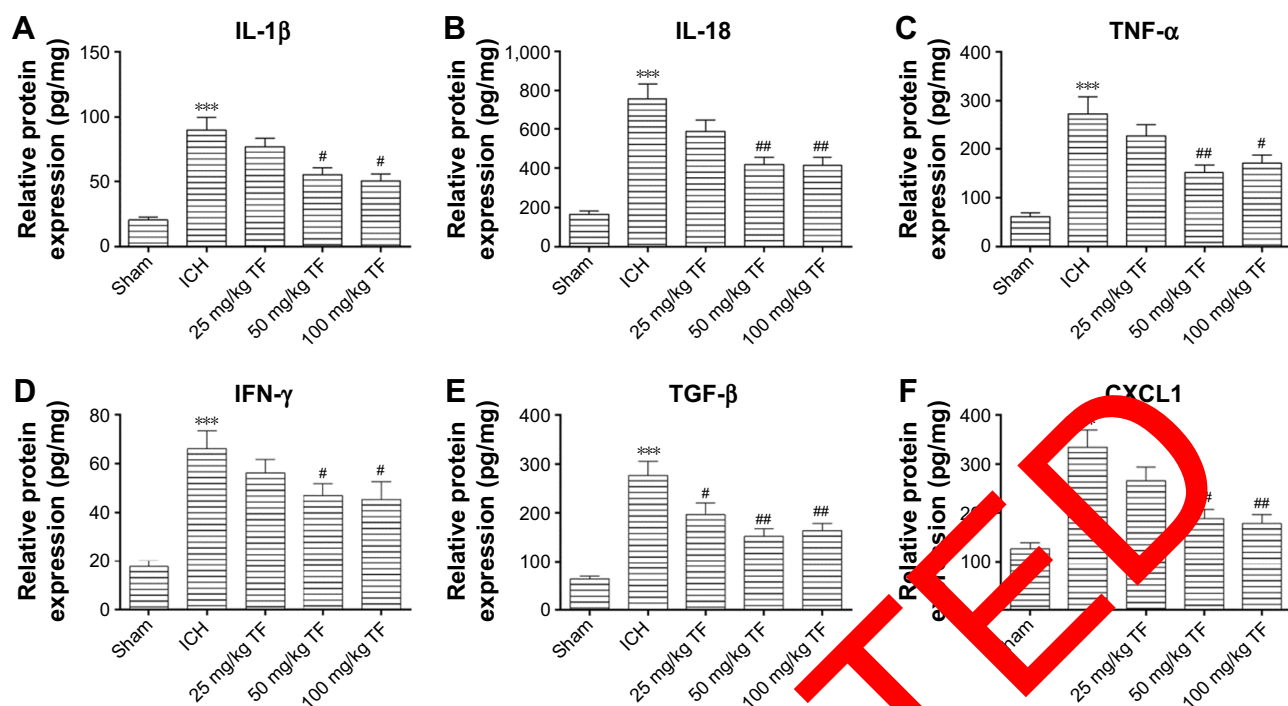 A
IL-1β
Relative protein
expression (pg/mg)
150
100
50
0
***
#
#
Sham
ICH
25 mg/kg TF
50 mg/kg TF
100 mg/kg TF
B
IL-18
Relative protein
expression (pg/mg)
1,000
800
600
400
200
0
***
##
##
Sham
ICH
25 mg/kg TF
50 mg/kg TF
100 mg/kg TF
C
TNF-α
Relative protein
expression (pg/mg)
400
300
200
100
0
***
##
#
Sham
ICH
25 mg/kg TF
50 mg/kg TF
100 mg/kg TF
D
IFN-γ
Relative protein
expression (pg/mg)
80
60
40
20
0
***
#
#
Sham
ICH
25 mg/kg TF
50 mg/kg TF
100 mg/kg TF
E
TGF-β
Relative protein
expression (pg/mg)
400
300
200
100
0
***
#
##
##
Sham
ICH
25 mg/kg TF
50 mg/kg TF
100 mg/kg TF
F
CXCL1
Relative protein
400
300
200
100
##
Sham
25 mg/kg TF
50 mg/kg TF
100 mg/kg TF
TED